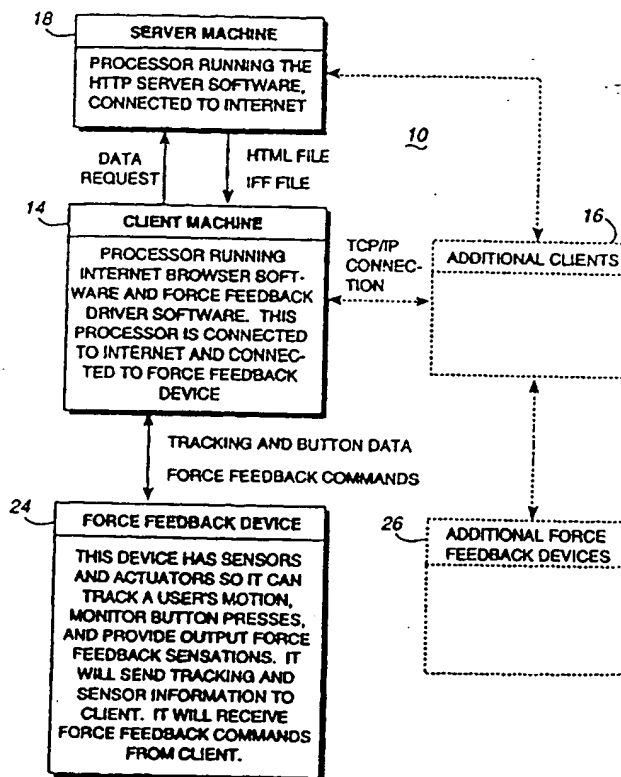 18
SERVER MACHINE
PROCESSOR RUNNING THE
HTTP SERVER SOFTWARE,
CONNECTED TO INTERNET
10
DATA
REQUEST
HTML FILE
IFF FILE
14
CLIENT MACHINE
PROCESSOR RUNNING
INTERNET BROWSER SOFT-
WARE AND FORCE FEEDBACK
DRIVER SOFTWARE. THIS
PROCESSOR IS CONNECTED
TO INTERNET AND CONNEC-
TED TO FORCE FEEDBACK
DEVICE
TCP/IP
CONNEC-
TION
16
ADDITIONAL CLIENTS
TRACKING AND BUTTON DATA
FORCE FEEDBACK COMMANDS
24
FORCE FEEDBACK DEVICE
THIS DEVICE HAS SENSORS
AND ACTUATORS SO IT CAN
TRACK A USER'S MOTION,
MONITOR BUTTON PRESSES,
AND PROVIDE OUTPUT FORCE
FEEDBACK SENSATIONS. IT
WILL SEND TRACKING AND
SENSOR INFORMATION TO
CLIENT. IT WILL RECEIVE
FORCE FEEDBACK COMMANDS
FROM CLIENT.
26
ADDITIONAL FORCE
FEEDBACK DEVICES